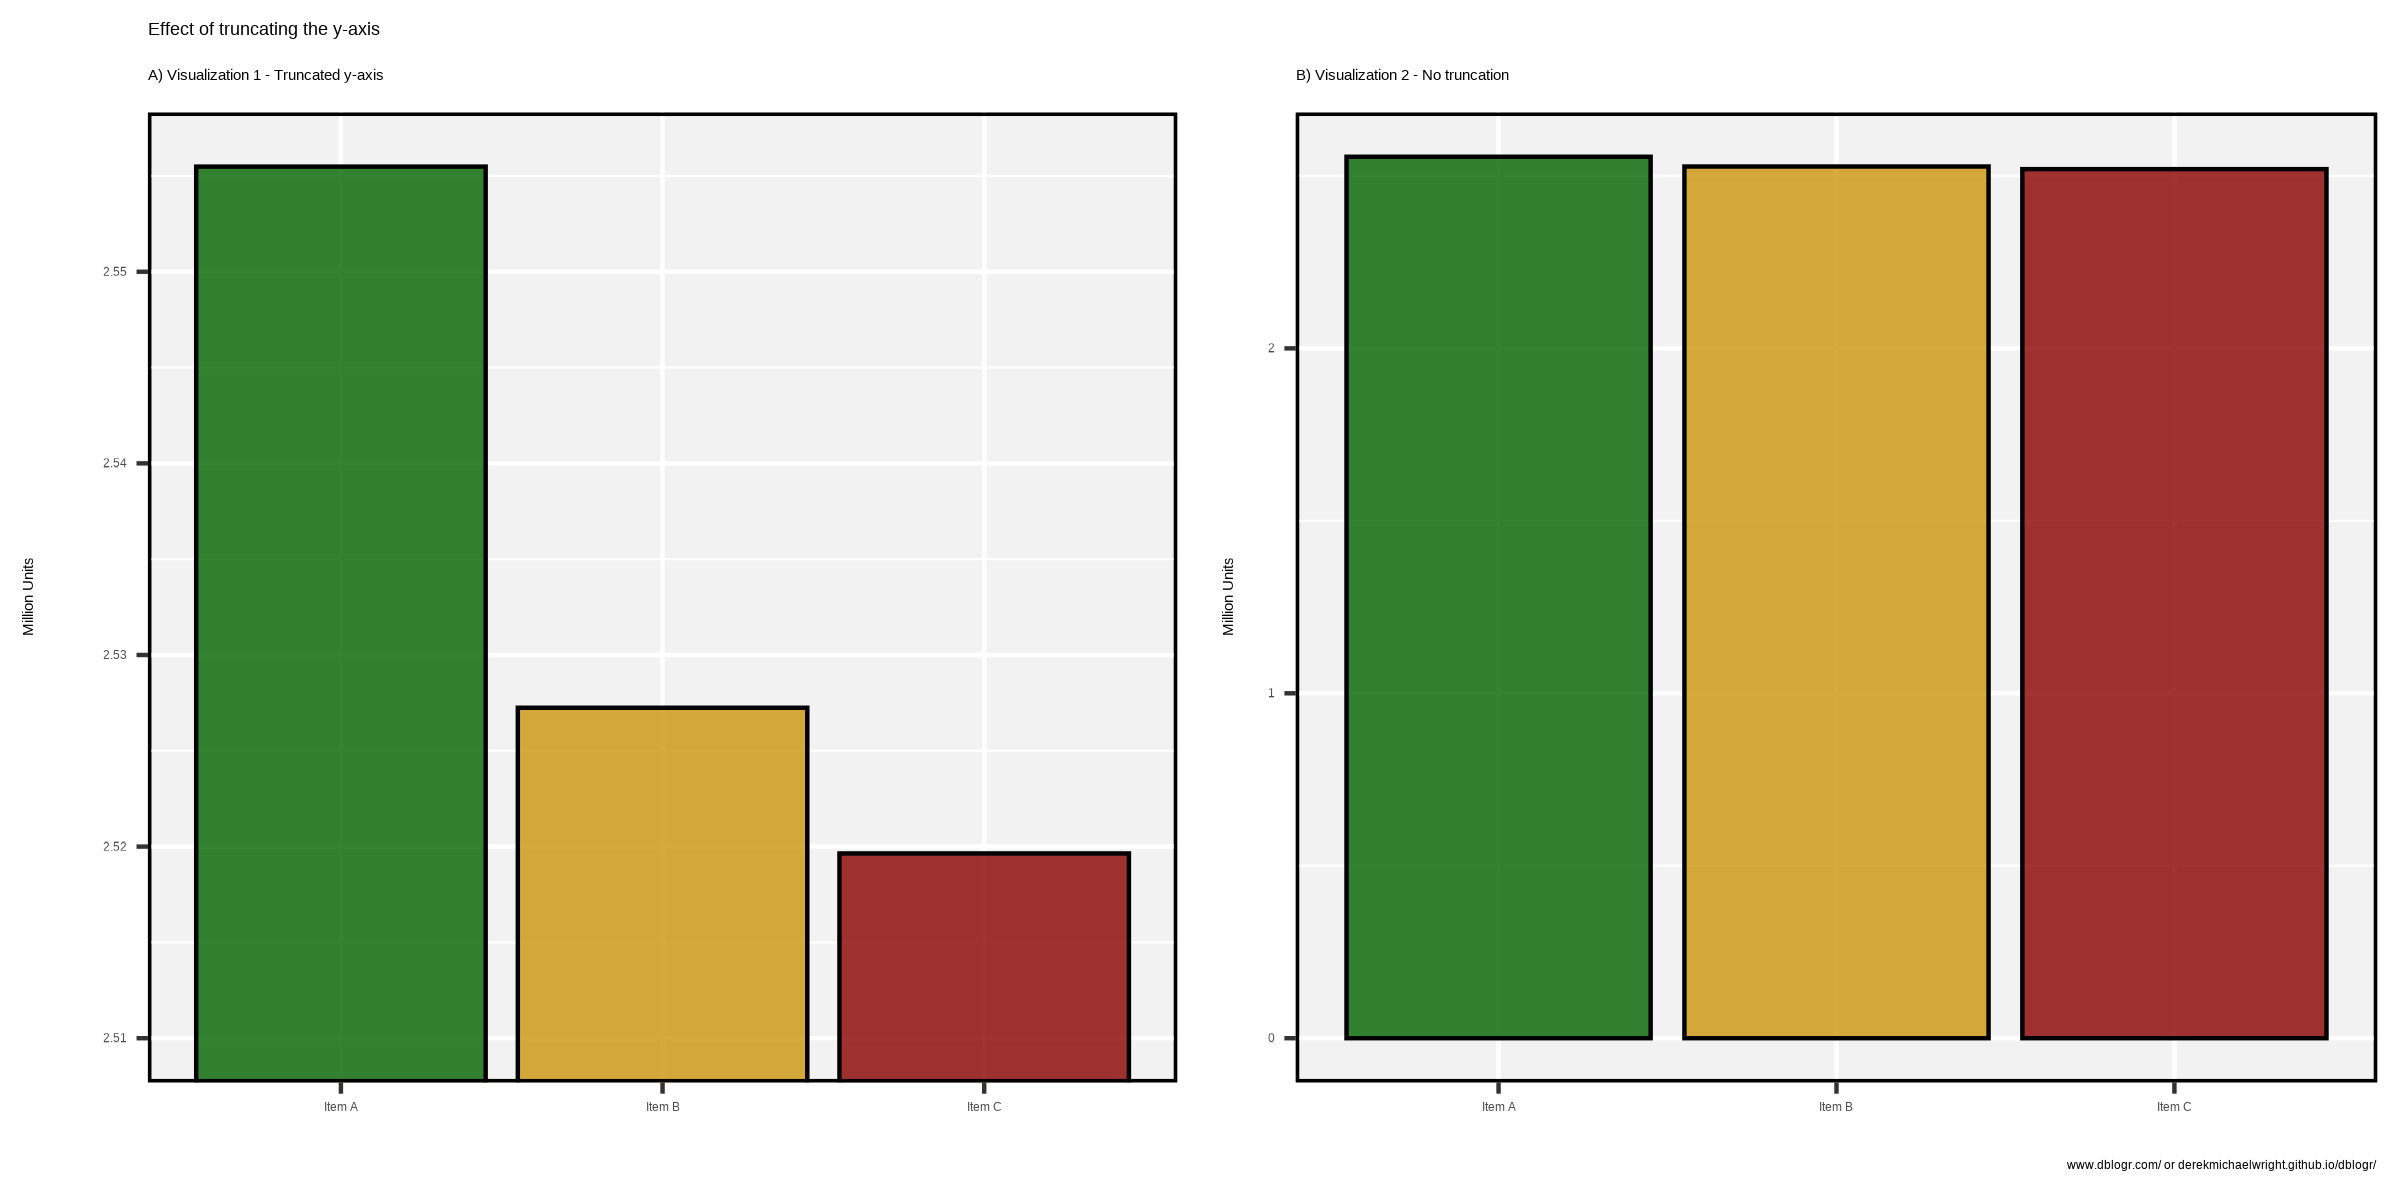 Effect of truncating the y-axis
A) Visualization 1 - Truncated y-axis
Million Units
2.55
2.54
2.53
2.52
2.51
Item A
Item B
Item C
B) Visualization 2 - No truncation
Million Units
2
1
0
Item A
Item B
Item C
www.dblogr.com/ or derekmichaelwright.github.io/dblogr/